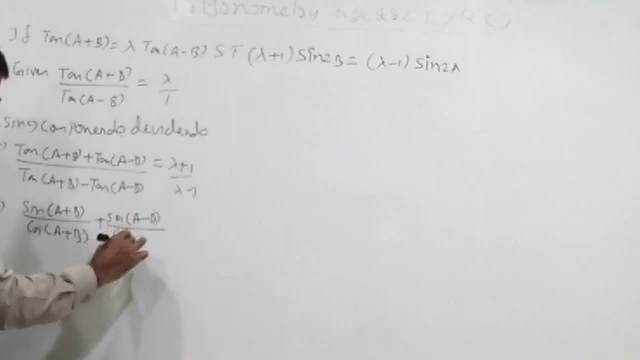 If Tan(A+B) = λ Tan(A-B) S T (λ+1) Sin2B = (λ-1) Sin2A
Given Tan(A+B) / Tan(A-B) = λ / 1
using Componendo dividendo
Tan(A+B) + Tan(A-B) / Tan(A+B) - Tan(A-B) = λ+1 / λ-1
Sin(A+B) / Cos(A+B) + Sin(A-B)